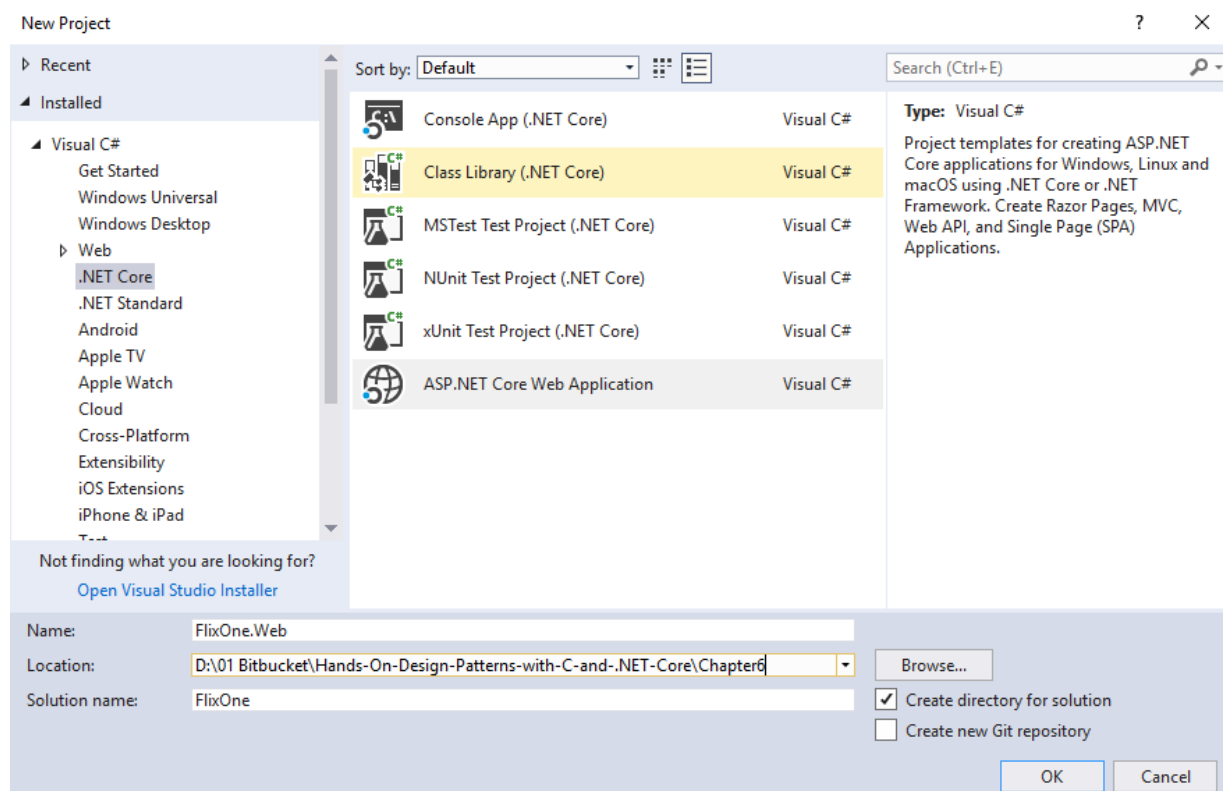 New Project
?
Recent
Installed
Visual C#
Get Started
Windows Universal
Windows Desktop
Web
.NET Core
.NET Standard
Android
Apple TV
Apple Watch
Cloud
Cross-Platform
Extensibility
iOS Extensions
iPhone & iPad
Test
Not finding what you are looking for?
Open Visual Studio Installer
Sort by: Default
Console App (.NET Core) Visual C#
Class Library (.NET Core) Visual C#
MSTest Test Project (.NET Core) Visual C#
NUnit Test Project (.NET Core) Visual C#
xUnit Test Project (.NET Core) Visual C#
ASP.NET Core Web Application Visual C#
Search (Ctrl+E)
Type: Visual C#
Project templates for creating ASP.NET
Core applications for Windows, Linux and
macOS using .NET Core or .NET
Framework. Create Razor Pages, MVC,
Web API, and Single Page (SPA)
Applications.
Name: FlixOne.Web
Location: D:\01 Bitbucket\Hands-On-Design-Patterns-with-C-and-.NET-Core\Chapter6
Browse...
Solution name: FlixOne
Create directory for solution
Create new Git repository
OK
Cancel